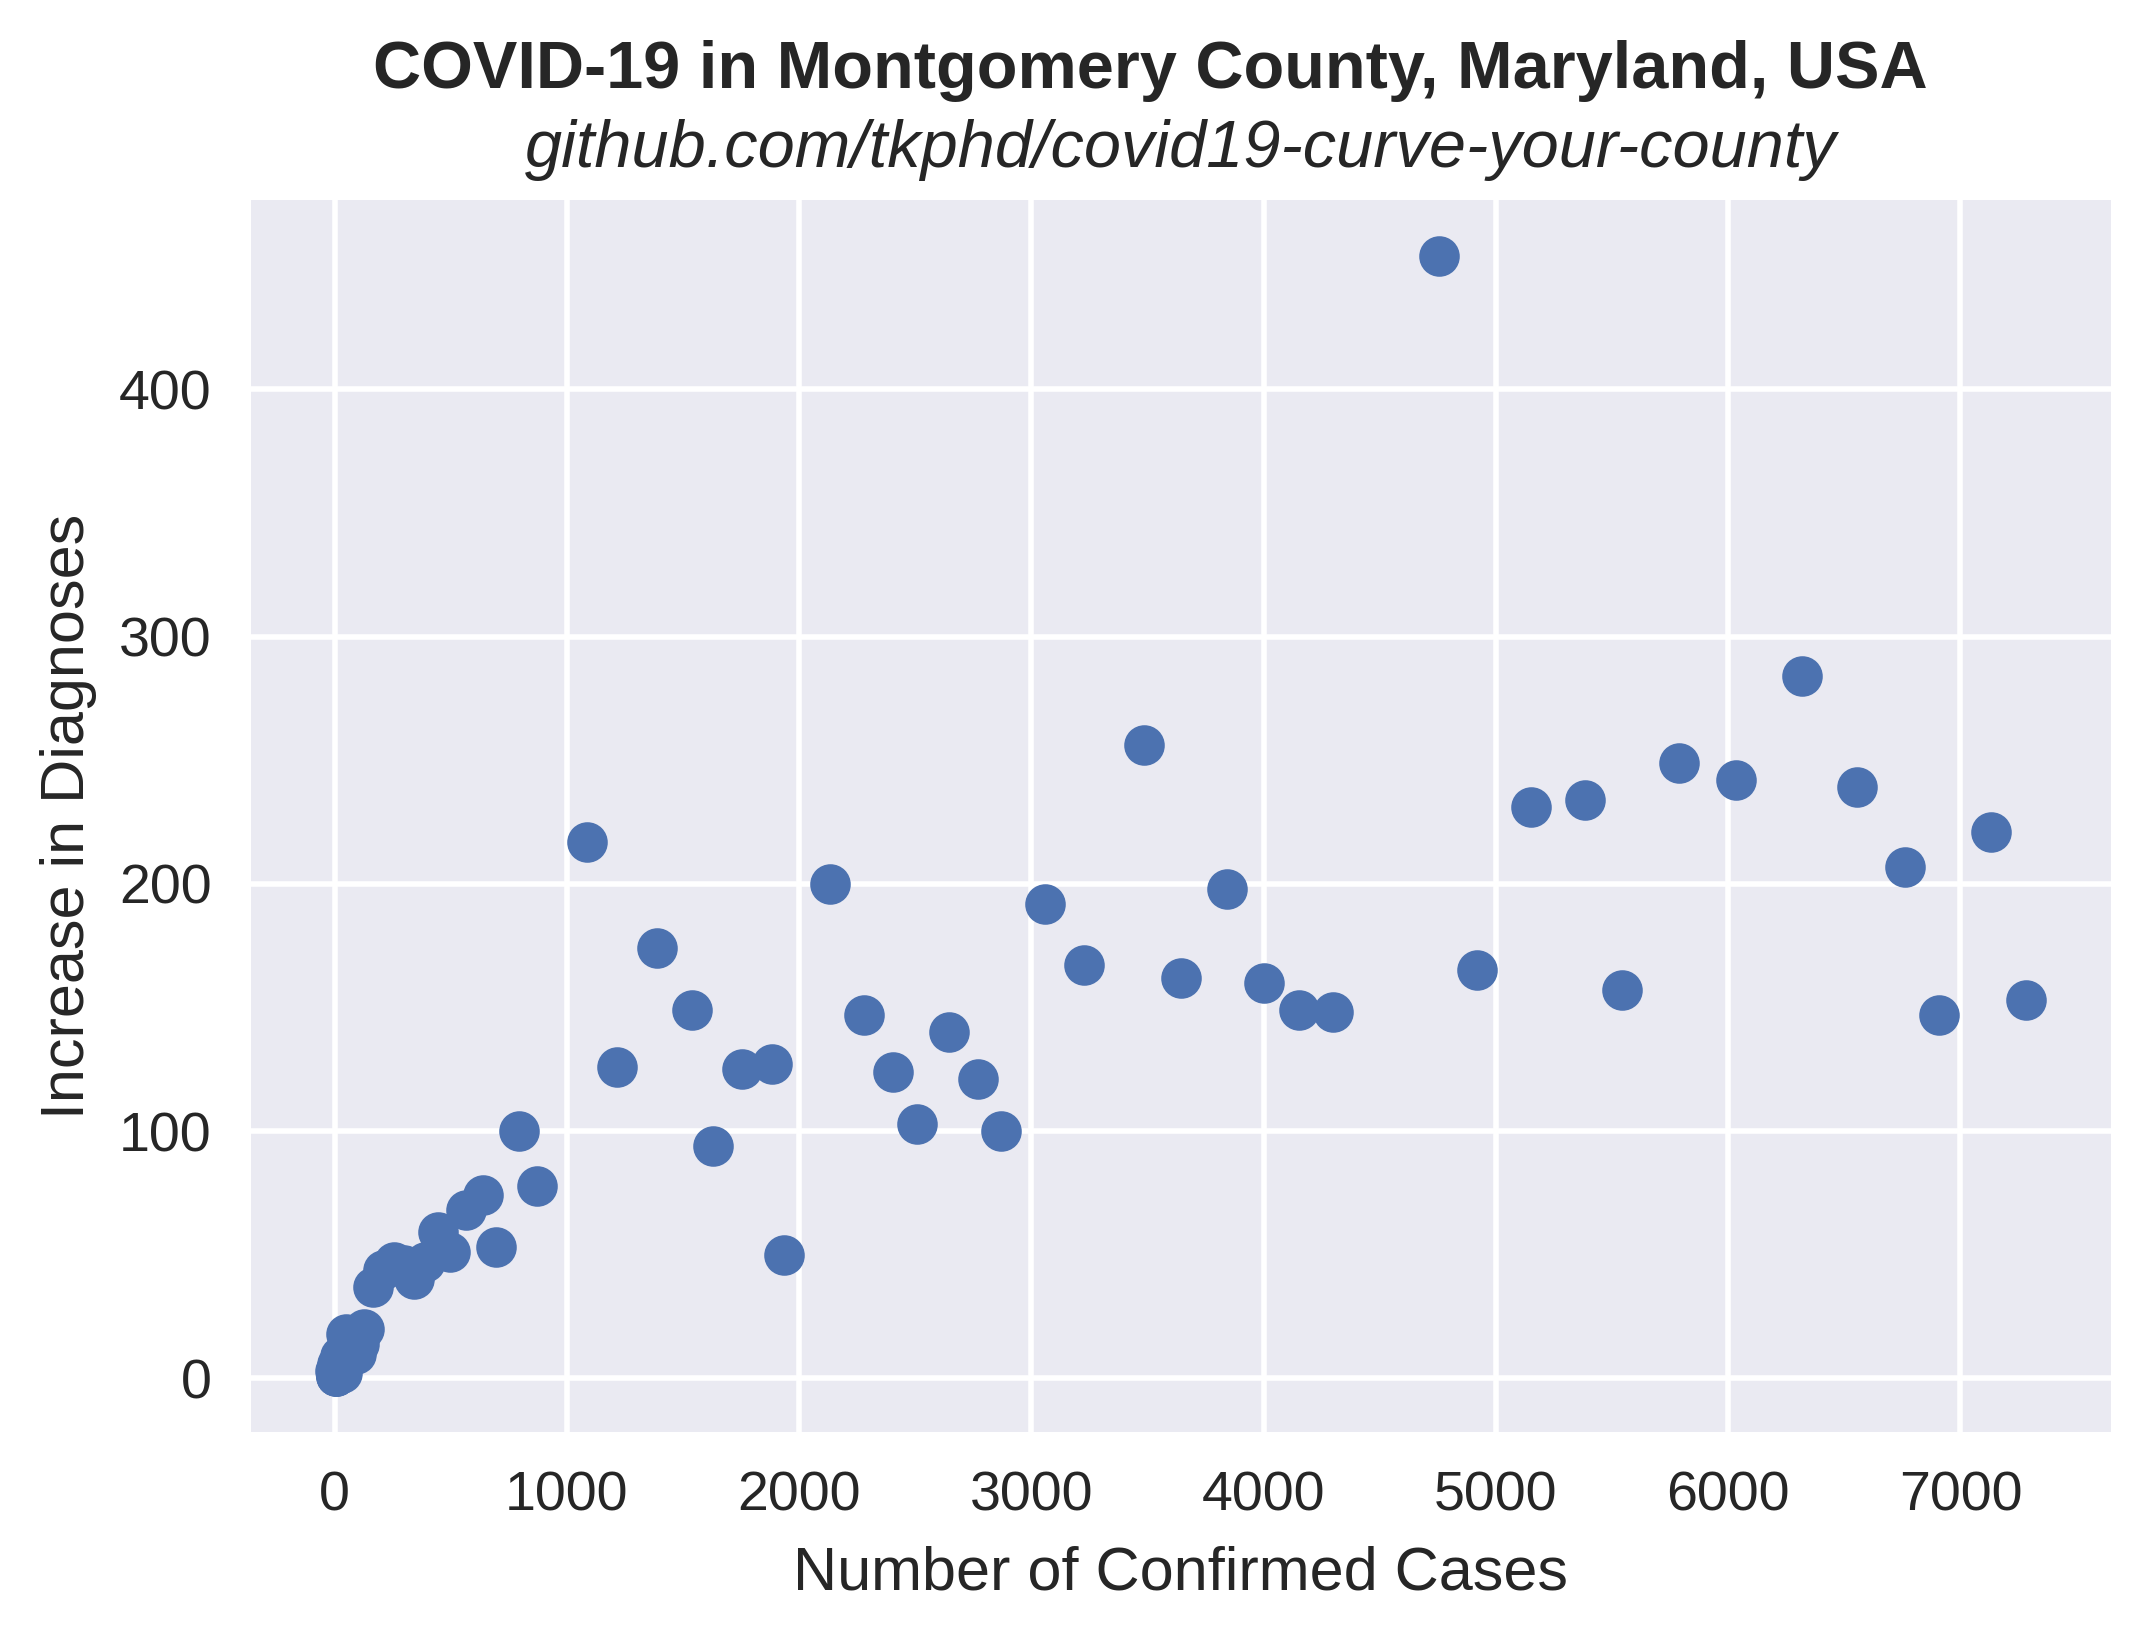 COVID-19 in Montgomery County, Maryland, USA
github.com/tkphd/covid19-curve-your-county
Increase in Diagnoses
400
300
200
100
0
0 1000 2000 3000 4000 5000 6000 7000
Number of Confirmed Cases